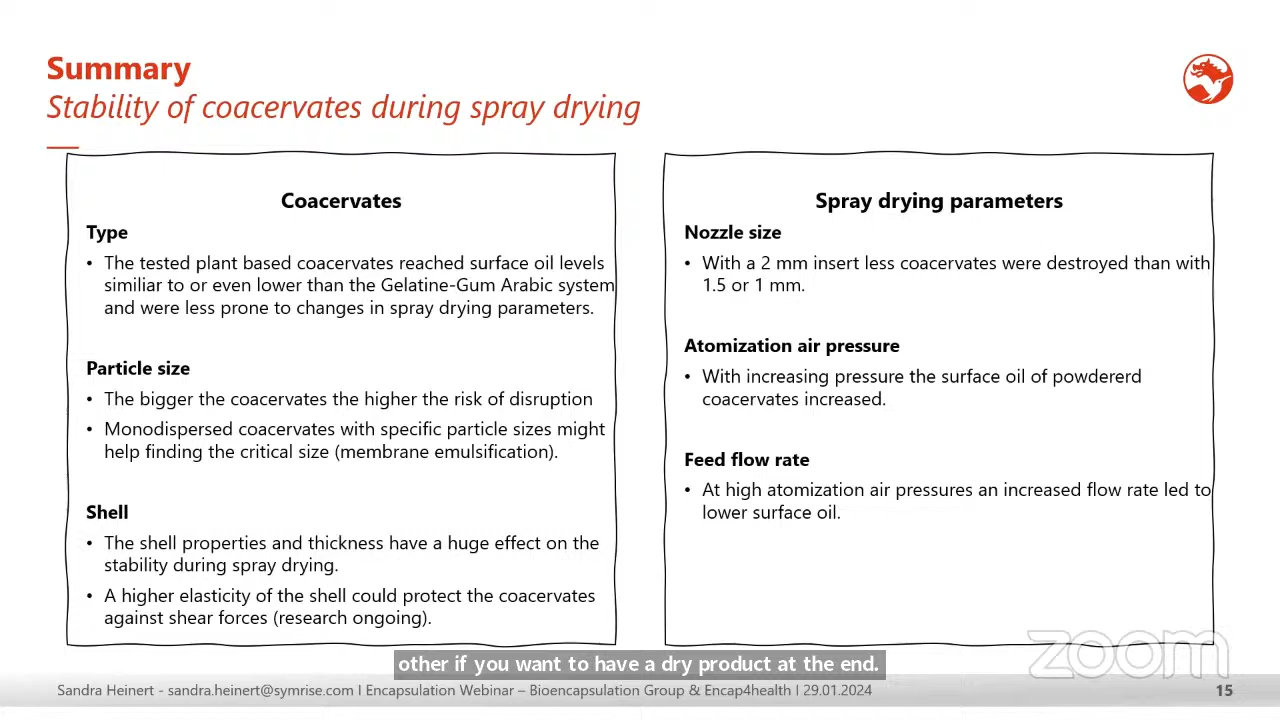 Summary
Stability of coacervates during spray drying
Coacervates
Type
• The tested plant based coacervates reached surface oil levels
similiar to or even lower than the Gelatine-Gum Arabic system
and were less prone to changes in spray drying parameters.
Particle size
• The bigger the coacervates the higher the risk of disruption
• Monodispersed coacervates with specific particle sizes might
help finding the critical size (membrane emulsification).
Shell
• The shell properties and thickness have a huge effect on the
stability during spray drying.
• A higher elasticity of the shell could protect the coacervates
against shear forces (research ongoing).
Spray drying parameters
Nozzle size
• With a 2 mm insert less coacervates were destroyed than with
1.5 or 1 mm.
Atomization air pressure
• With increasing pressure the surface oil of powdererd
coacervates increased.
Feed flow rate
• At high atomization air pressures an increased flow rate led to
lower surface oil.
zoom
other if you want to have a dry product at the end.
Sandra Heinert - sandra.heinert@symrise.com I Encapsulation Webinar – Bioencapsulation Group & Encap4health I 29.01.2024
15